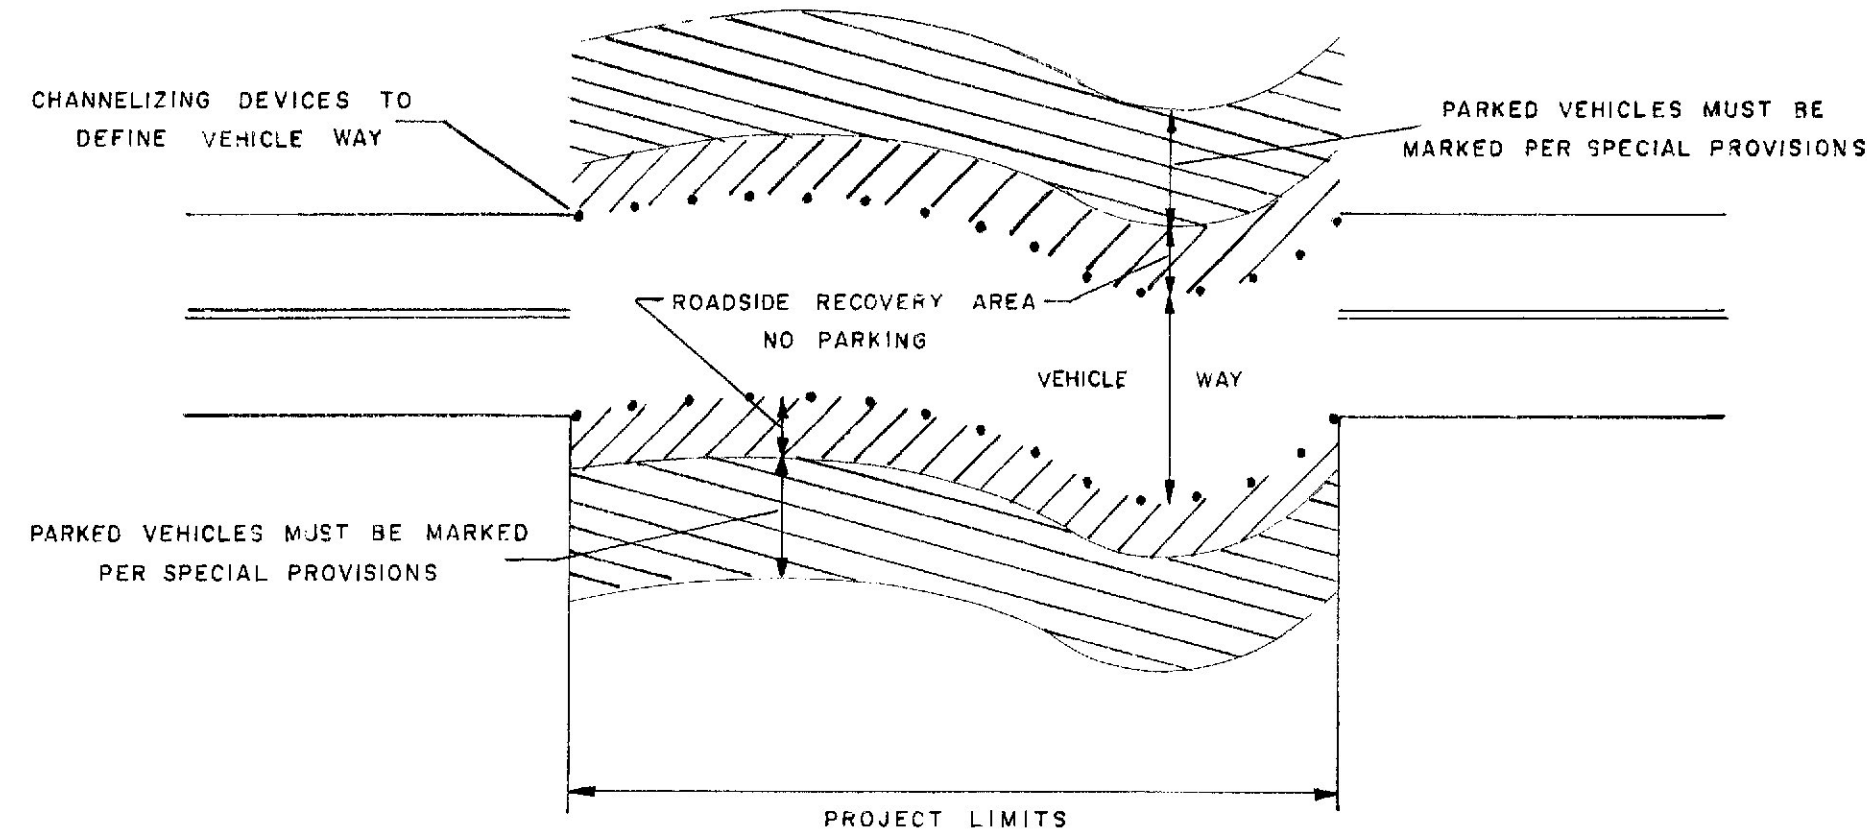 CHANNELIZING DEVICES TO
DEFINE VEHICLE WAY
PARKED VEHICLES MUST BE
MARKED PER SPECIAL PROVISIONS
ROADSIDE RECOVERY AREA
NO PARKING
VEHICLE WAY
PARKED VEHICLES MUST BE MARKED
PER SPECIAL PROVISIONS
PROJECT LIMITS